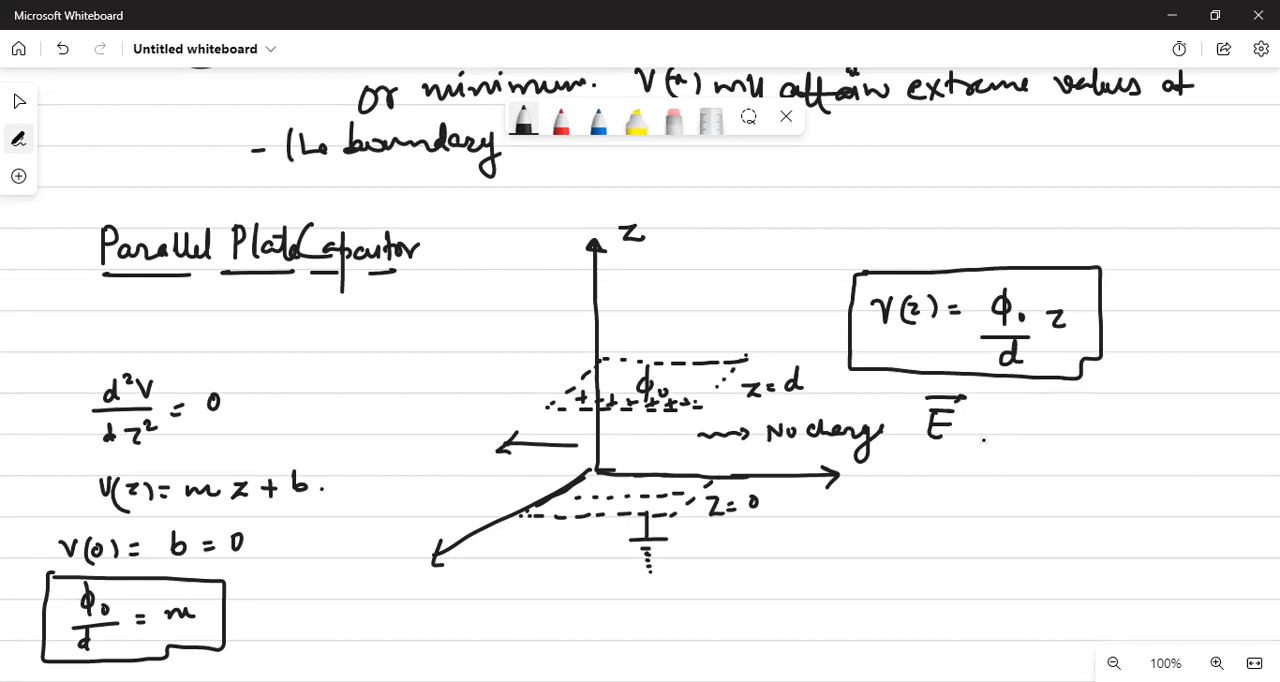 Microsoft Whiteboard
Untitled whiteboard
or minimum. V(x) will attain extreme values at
- the boundary
Parallel Plate Capacitor
z
V(z) = ϕ₀/d z
ϕ₀
z = d
d²V/dz² = 0
No charge
E⃗
V(z) = m z + b.
z = 0
V(0) = b = 0
ϕ₀/d = m
100%